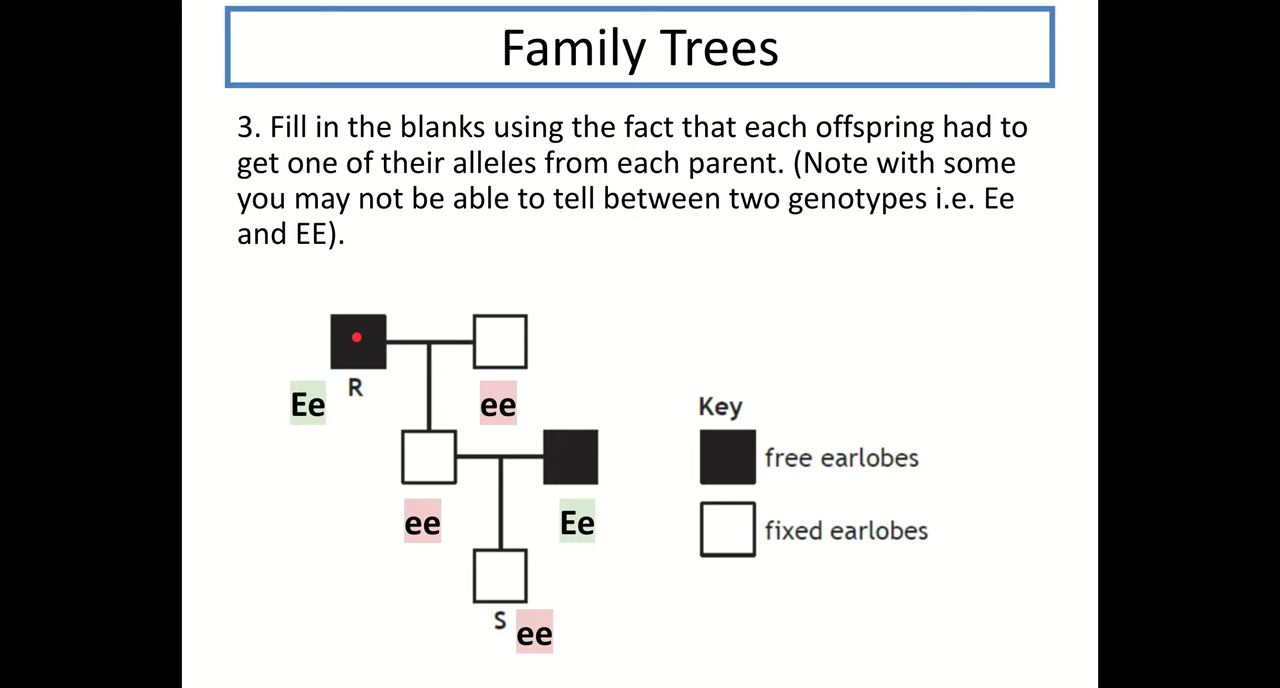 Family Trees
3. Fill in the blanks using the fact that each offspring had to
get one of their alleles from each parent. (Note with some
you may not be able to tell between two genotypes i.e. Ee
and EE).
R
Ee
ee
Key
free earlobes
ee
Ee
fixed earlobes
S
ee